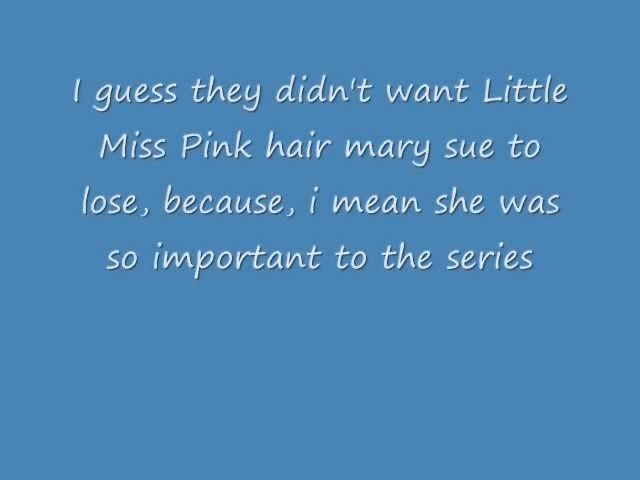 I guess they didn't want Little
Miss Pink hair mary sue to
lose, because, i mean she was
so important to the series